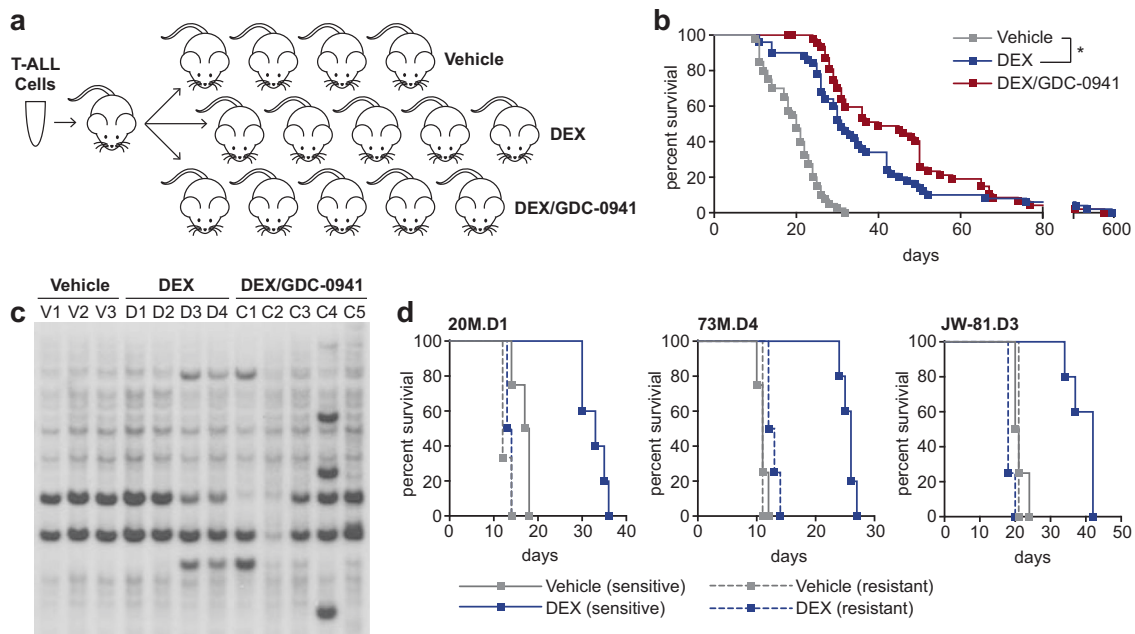 a
T-ALL
Cells
Vehicle
DEX
DEX/GDC-0941
b
percent survivial
100
80
60
40
20
0
0 20 40 60 80 600
days
Vehicle
DEX
*
DEX/GDC-0941
c
Vehicle DEX DEX/GDC-0941
V1 V2 V3 D1 D2 D3 D4 C1 C2 C3 C4 C5
d
20M.D1
percent survivial
100
80
60
40
20
0
0 10 20 30 40
days
73M.D4
percent survivial
100
80
60
40
20
0
0 10 20 30
days
JW-81.D3
percent survivial
100
80
60
40
20
0
0 10 20 30 40 50
days
Vehicle (sensitive) Vehicle (resistant)
DEX (sensitive) DEX (resistant)